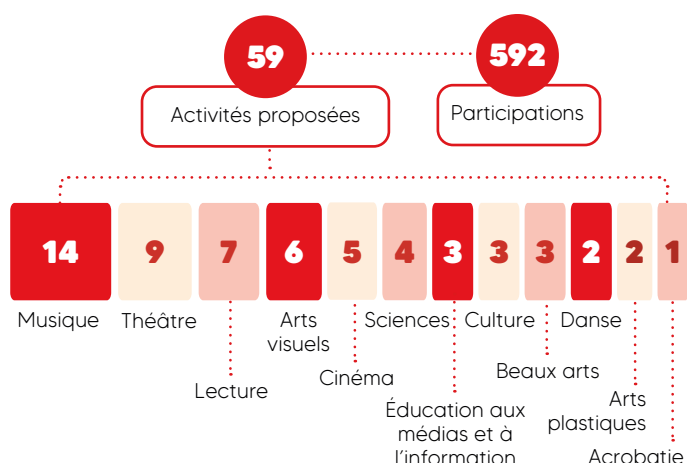 59
592
Activités proposées
Participations
14 9 7 6 5 4 3 3 3 2 2 1
Musique
Théâtre
Lecture
Arts
visuels
Cinéma
Sciences
Éducation aux
médias et à
l'information
Culture
Beaux arts
Danse
Arts
plastiques
Acrobatie